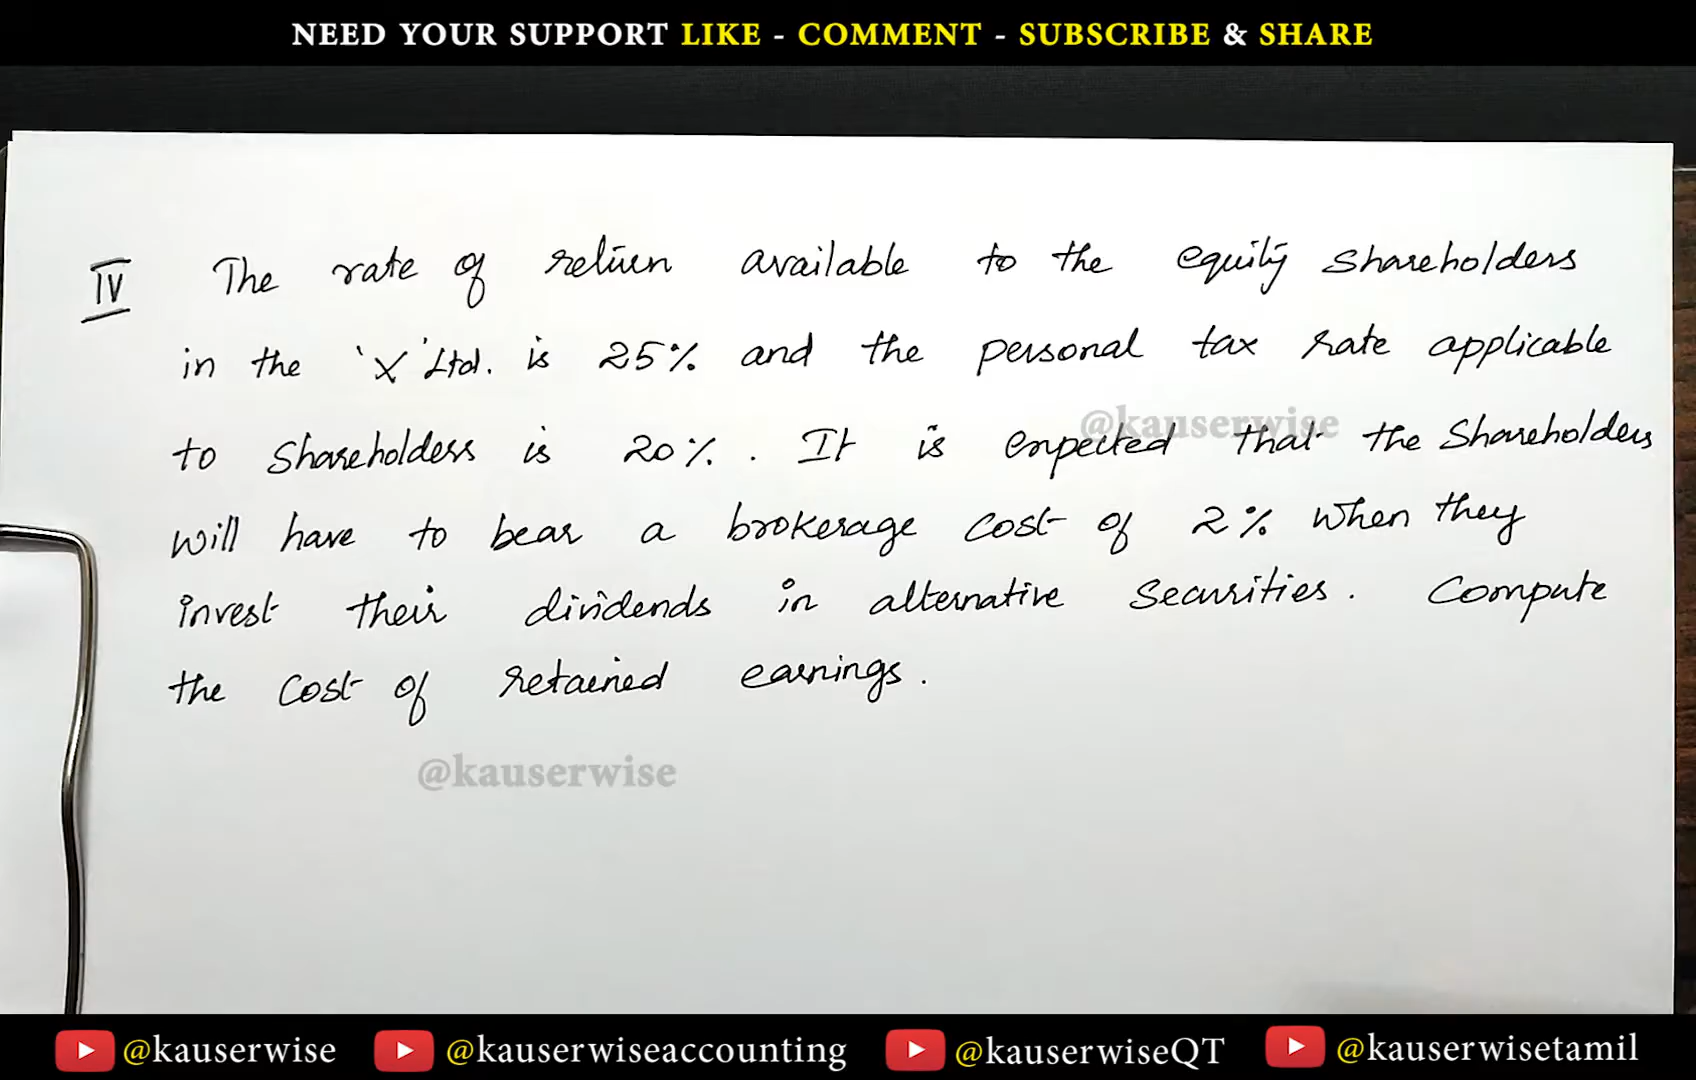 NEED YOUR SUPPORT LIKE - COMMENT - SUBSCRIBE & SHARE
IV The rate of return available to the equity shareholders
in the 'X' Ltd. is 25% and the personal tax rate applicable
@kauserwise
to shareholders is 20%. It is expected that the shareholders
will have to bear a brokerage cost of 2% when they
invest their dividends in alternative securities. Compute
the cost of retained earnings.
@kauserwise
@kauserwise @kauserwiseaccounting @kauserwiseQT @kauserwisetamil